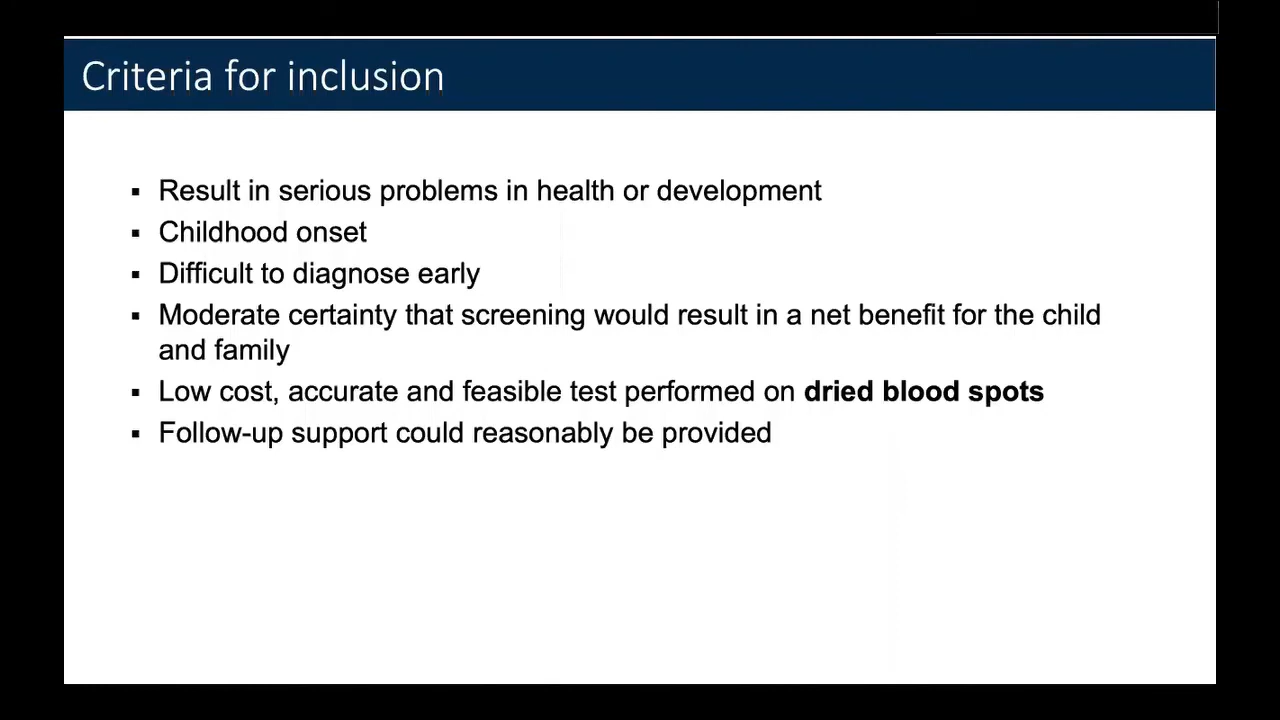 Criteria for inclusion
▪ Result in serious problems in health or development
▪ Childhood onset
▪ Difficult to diagnose early
▪ Moderate certainty that screening would result in a net benefit for the child
and family
▪ Low cost, accurate and feasible test performed on dried blood spots
▪ Follow-up support could reasonably be provided